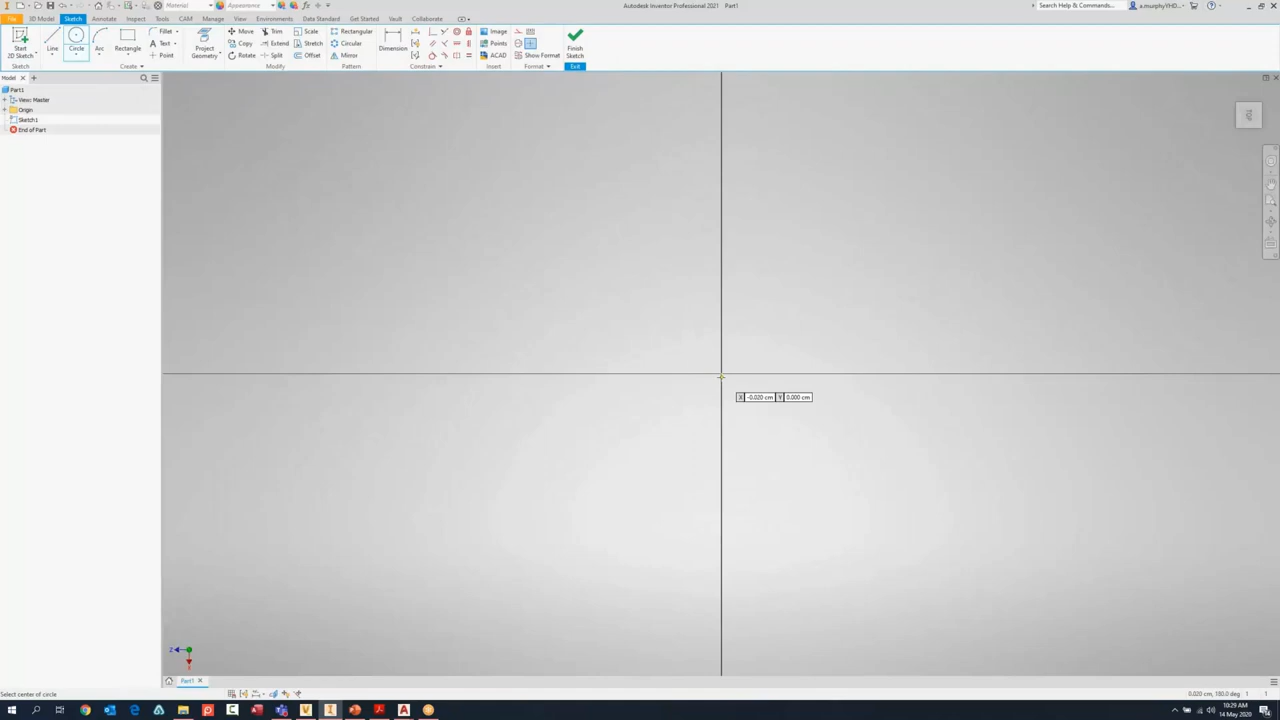 Material
Appearance
Autodesk Inventor Professional 2021 Part1
Search Help & Commands...
a.murphyYHD...
File 3D Model Sketch Annotate Inspect Tools CAM Manage View Environments Tutorial Data Standard Get Started Vault Collaborate
Start 2D Sketch
Line
Circle
Arc
Rectangle
Fillet
Text
Point
Project Geometry
Move
Copy
Rotate
Trim
Extend
Split
Scale
Stretch
Offset
Rectangular
Circular
Mirror
Dimension
Image
Points
ACAD
Show Format
Finish Sketch
Sketch Create Modify Pattern Constrain Insert Format Exit
Model
Part1
View: Master
Origin
Sketch1
End of Part
TOP
X -0.020 cm Y 0.000 cm
Z
Part1
Select center of circle
0.020 cm, 180.0 deg 1 1
10:29 AM
14 May 2020